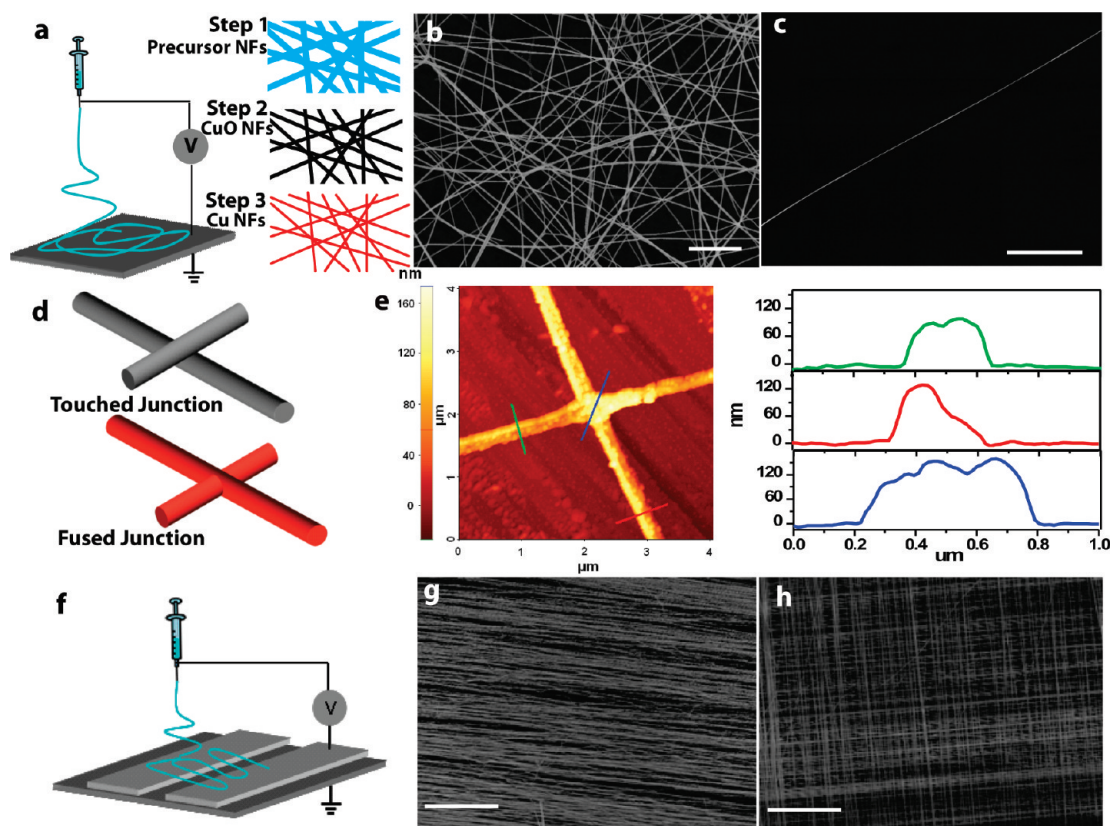 a
Step 1
Precursor NFs
Step 2
CuO NFs
Step 3
Cu NFs
V
b
c
d
Touched Junction
Fused Junction
e
nm
160
120
80
40
0
4
3
2
1
0
µm
0
1
2
3
4
µm
120
60
0
120
60
0
120
60
0
nm
0.0
0.2
0.4
0.6
0.8
1.0
um
f
V
g
h